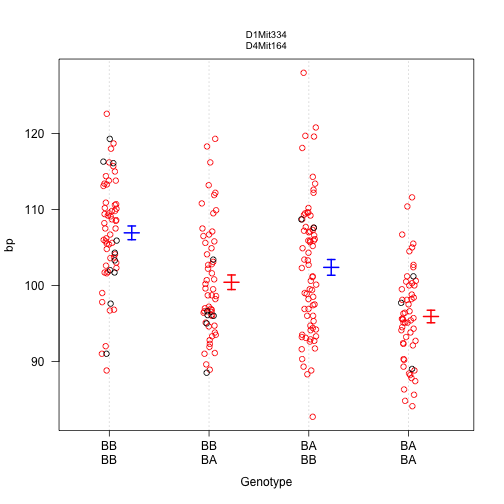 D1Mit334
D4Mit164
bp
120
110
100
90
BB BB BA BA
BB BA BB BA
Genotype